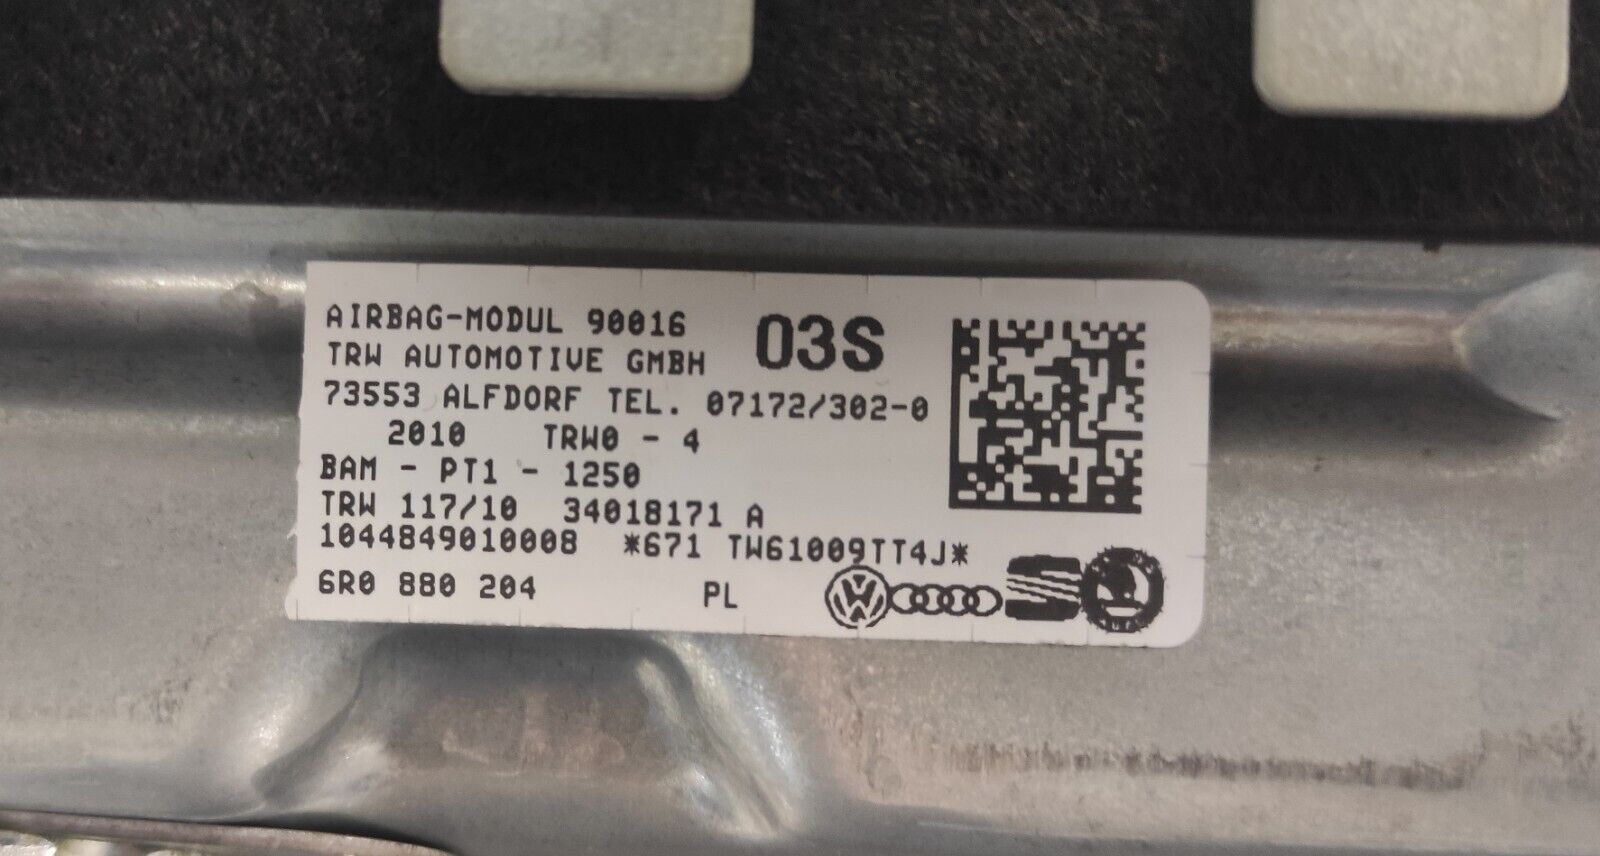 AIRBAG-MODUL 90016 03S
TRW AUTOMOTIVE GMBH
73553 ALFDORF TEL. 07172/302-0
2010 TRW0 - 4
BAM - PT1 - 1250
TRW 117/10 34018171 A
1044849010008 *671 TW61009TT4J*
6R0 880 204 PL